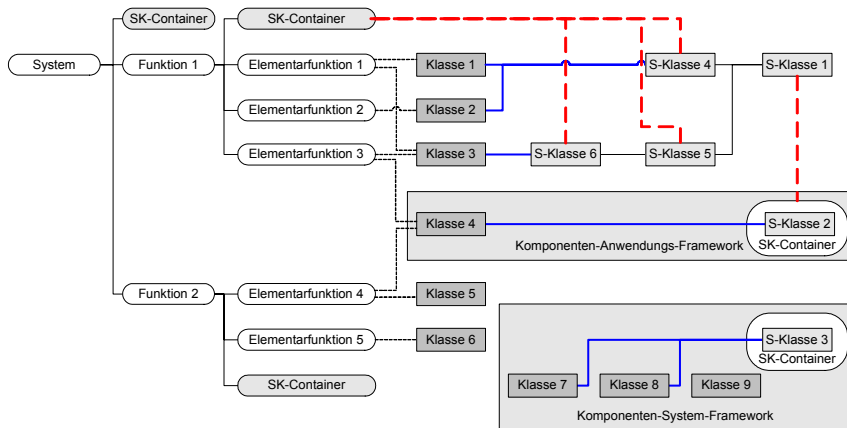 SK-Container
SK-Container
System
Funktion 1
Elementarfunktion 1
Klasse 1
S-Klasse 4
S-Klasse 1
Elementarfunktion 2
Klasse 2
Elementarfunktion 3
Klasse 3
S-Klasse 6
S-Klasse 5
Klasse 4
S-Klasse 2
Komponenten-Anwendungs-Framework
SK-Container
Funktion 2
Elementarfunktion 4
Klasse 5
Elementarfunktion 5
Klasse 6
S-Klasse 3
SK-Container
SK-Container
Klasse 7
Klasse 8
Klasse 9
Komponenten-System-Framework